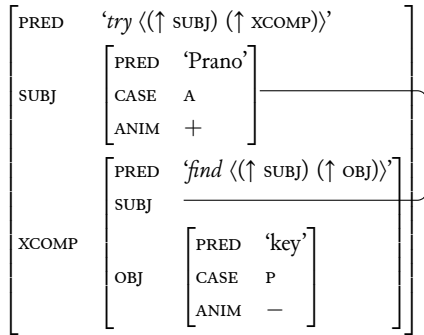 PRED ‘try ⟨(↑ SUBJ) (↑ XCOMP)⟩’
PRED ‘Prano’
SUBJ CASE A
ANIM +
PRED ‘find ⟨(↑ SUBJ) (↑ OBJ)⟩’
SUBJ
XCOMP PRED ‘key’
OBJ CASE P
ANIM −